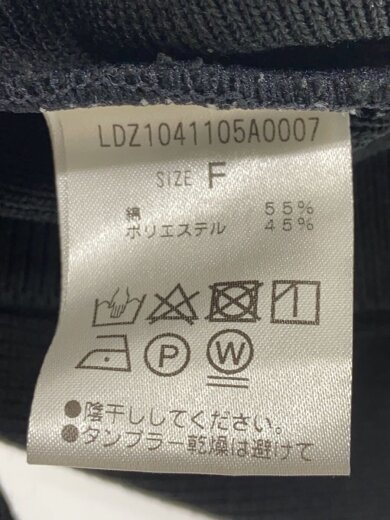 LDZ1041105A0007
SIZE F
綿 55%
ポリエステル 45%
P W
●陰干ししてください。
●タンブラー乾燥は避けて